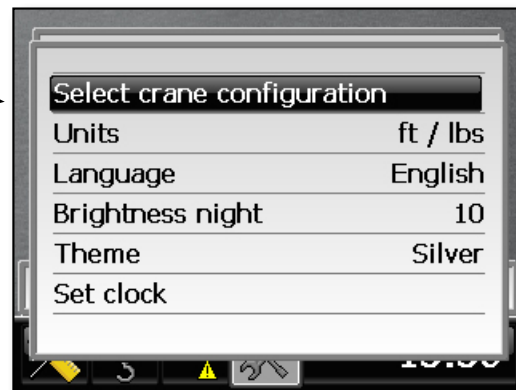 Select crane configuration
Units ft / lbs
Language English
Brightness night 10
Theme Silver
Set clock